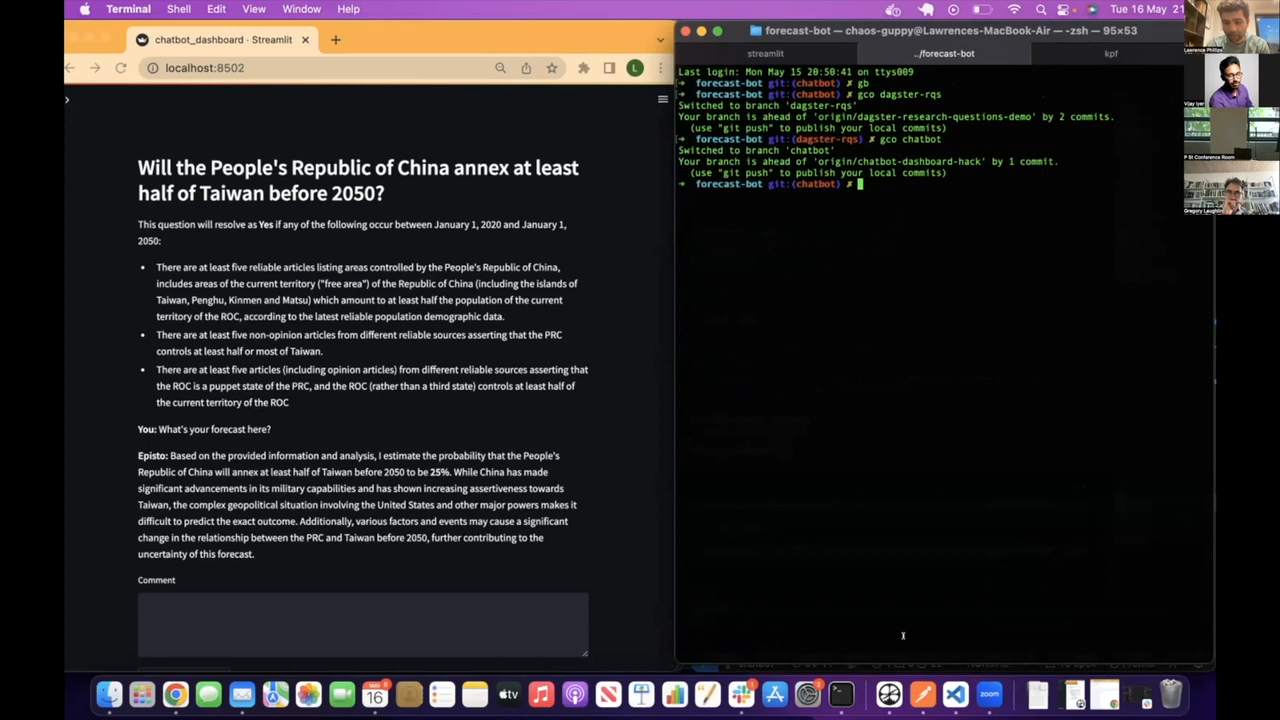 Terminal Shell Edit View Window Help
Tue 16 May 21
chatbot_dashboard · Streamlit
localhost:8502
L
Will the People's Republic of China annex at least
half of Taiwan before 2050?
This question will resolve as Yes if any of the following occur between January 1, 2020 and January 1,
2050:
• There are at least five reliable articles listing areas controlled by the People's Republic of China,
includes areas of the current territory ("free area") of the Republic of China (including the islands of
Taiwan, Penghu, Kinmen and Matsu) which amount to at least half the population of the current
territory of the ROC, according to the latest reliable population demographic data.
• There are at least five non-opinion articles from different reliable sources asserting that the PRC
controls at least half or most of Taiwan.
• There are at least five articles (including opinion articles) from different reliable sources asserting that
the ROC is a puppet state of the PRC, and the ROC (rather than a third state) controls at least half of
the current territory of the ROC
You: What's your forecast here?
Episto: Based on the provided information and analysis, I estimate the probability that the People's
Republic of China will annex at least half of Taiwan before 2050 to be 25%. While China has made
significant advancements in its military capabilities and has shown increasing assertiveness towards
Taiwan, the complex geopolitical situation involving the United States and other major powers makes it
difficult to predict the exact outcome. Additionally, various factors and events may cause a significant
change in the relationship between the PRC and Taiwan before 2050, further contributing to the
uncertainty of this forecast.
Comment
forecast-bot — chaos-guppy@Lawrences-MacBook-Air — -zsh — 95×53
streamlit ../forecast-bot kpf
Last login: Mon May 15 20:50:41 on ttys009
➜ forecast-bot git:(chatbot) ✗ gb
➜ forecast-bot git:(chatbot) ✗ gco dagster-rqs
Switched to branch 'dagster-rqs'
Your branch is ahead of 'origin/dagster-research-questions-demo' by 2 commits.
(use "git push" to publish your local commits)
➜ forecast-bot git:(dagster-rqs) ✗ gco chatbot
Switched to branch 'chatbot'
Your branch is ahead of 'origin/chatbot-dashboard-hack' by 1 commit.
(use "git push" to publish your local commits)
➜ forecast-bot git:(chatbot) ✗
Lawrence Phillips
Vijay Iyer
P St Conference Room
Gregory Laughlin
MAY
16
tv
zoom